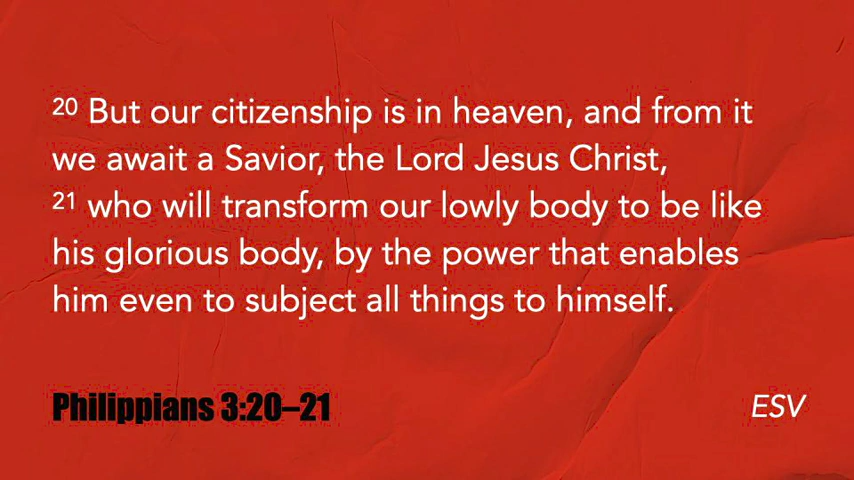 20 But our citizenship is in heaven, and from it
we await a Savior, the Lord Jesus Christ,
21 who will transform our lowly body to be like
his glorious body, by the power that enables
him even to subject all things to himself.
Philippians 3:20–21
ESV